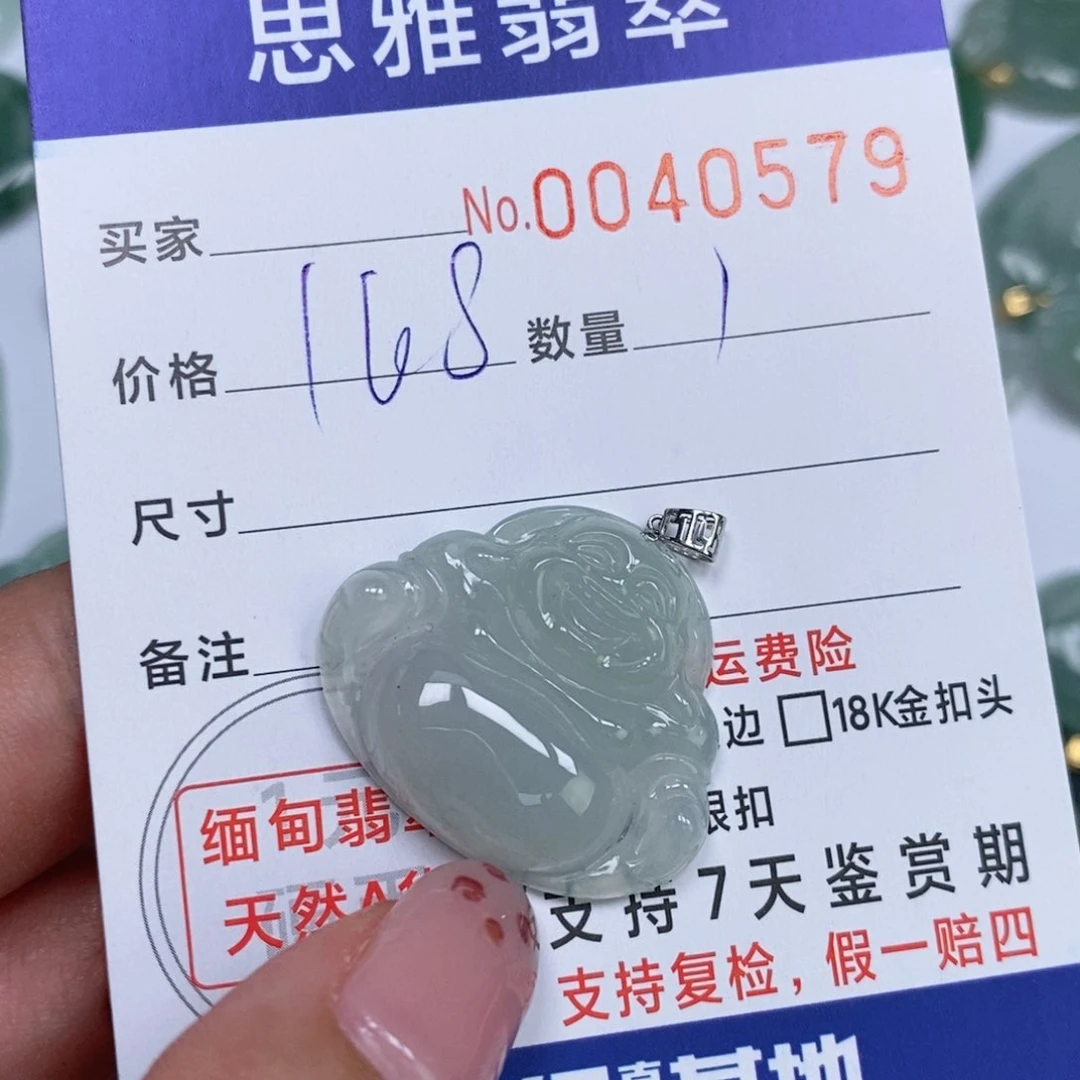 思雅翡翠
No.0040579
买家
价格 168 数量 1
尺寸
备注
运费险
边 □18K金扣头
银扣
缅甸翡
天然A
支持7天鉴赏期
支持复检,假一赔四
基地